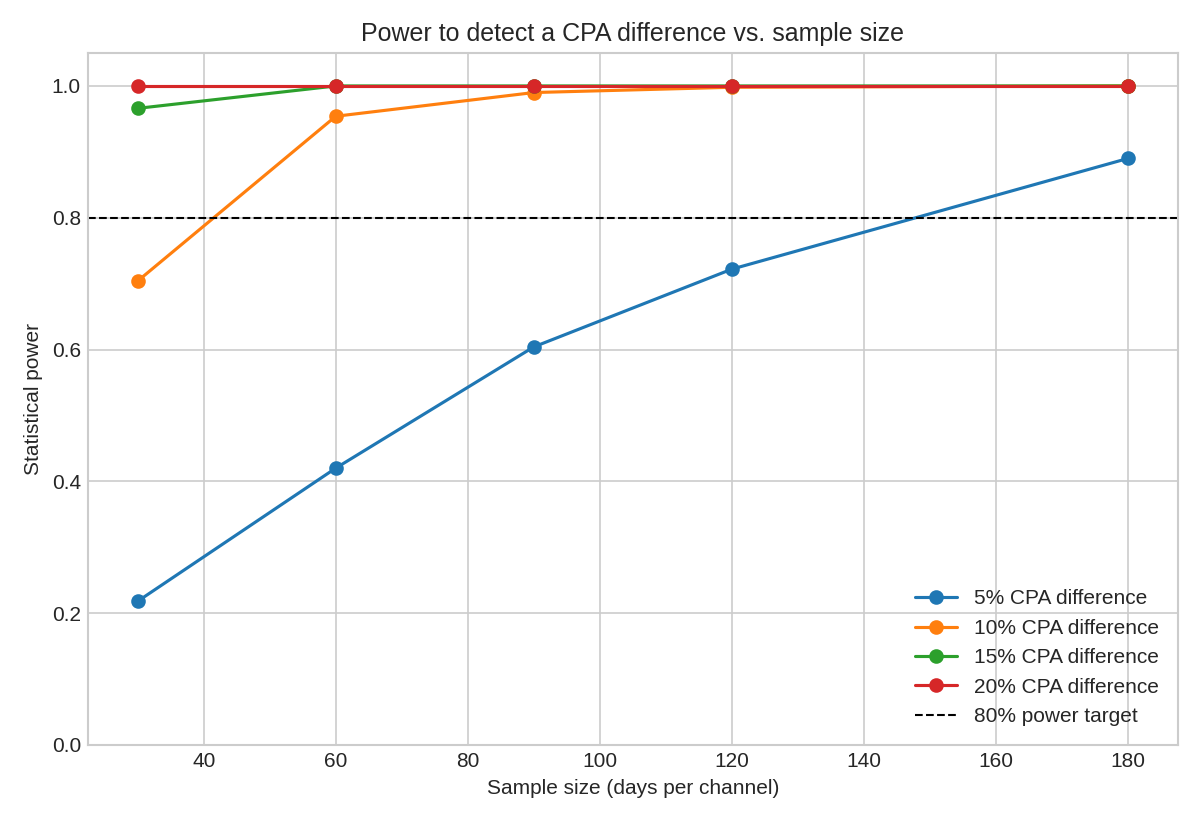 Power to detect a CPA difference vs. sample size
Statistical power
1.0
0.8
0.6
0.4
0.2
0.0
5% CPA difference
10% CPA difference
15% CPA difference
20% CPA difference
80% power target
40 60 80 100 120 140 160 180
Sample size (days per channel)